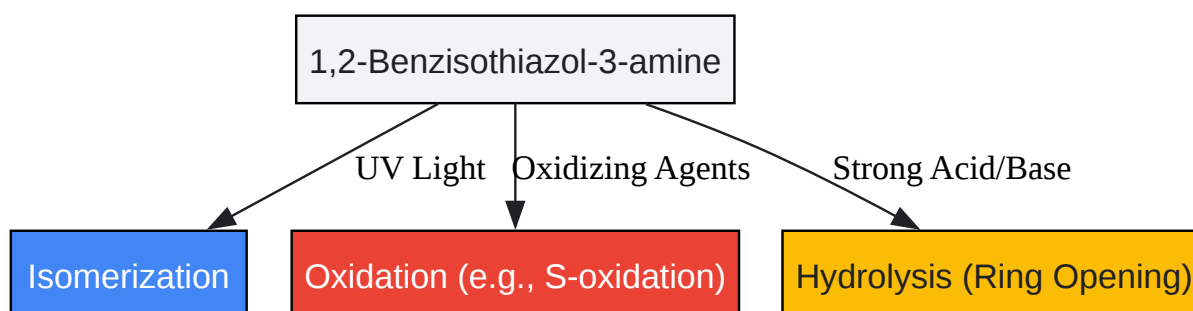 1,2-Benzisothiazol-3-amine
UV Light
Oxidizing Agents
Strong Acid/Base
Isomerization
Oxidation (e.g., S-oxidation)
Hydrolysis (Ring Opening)